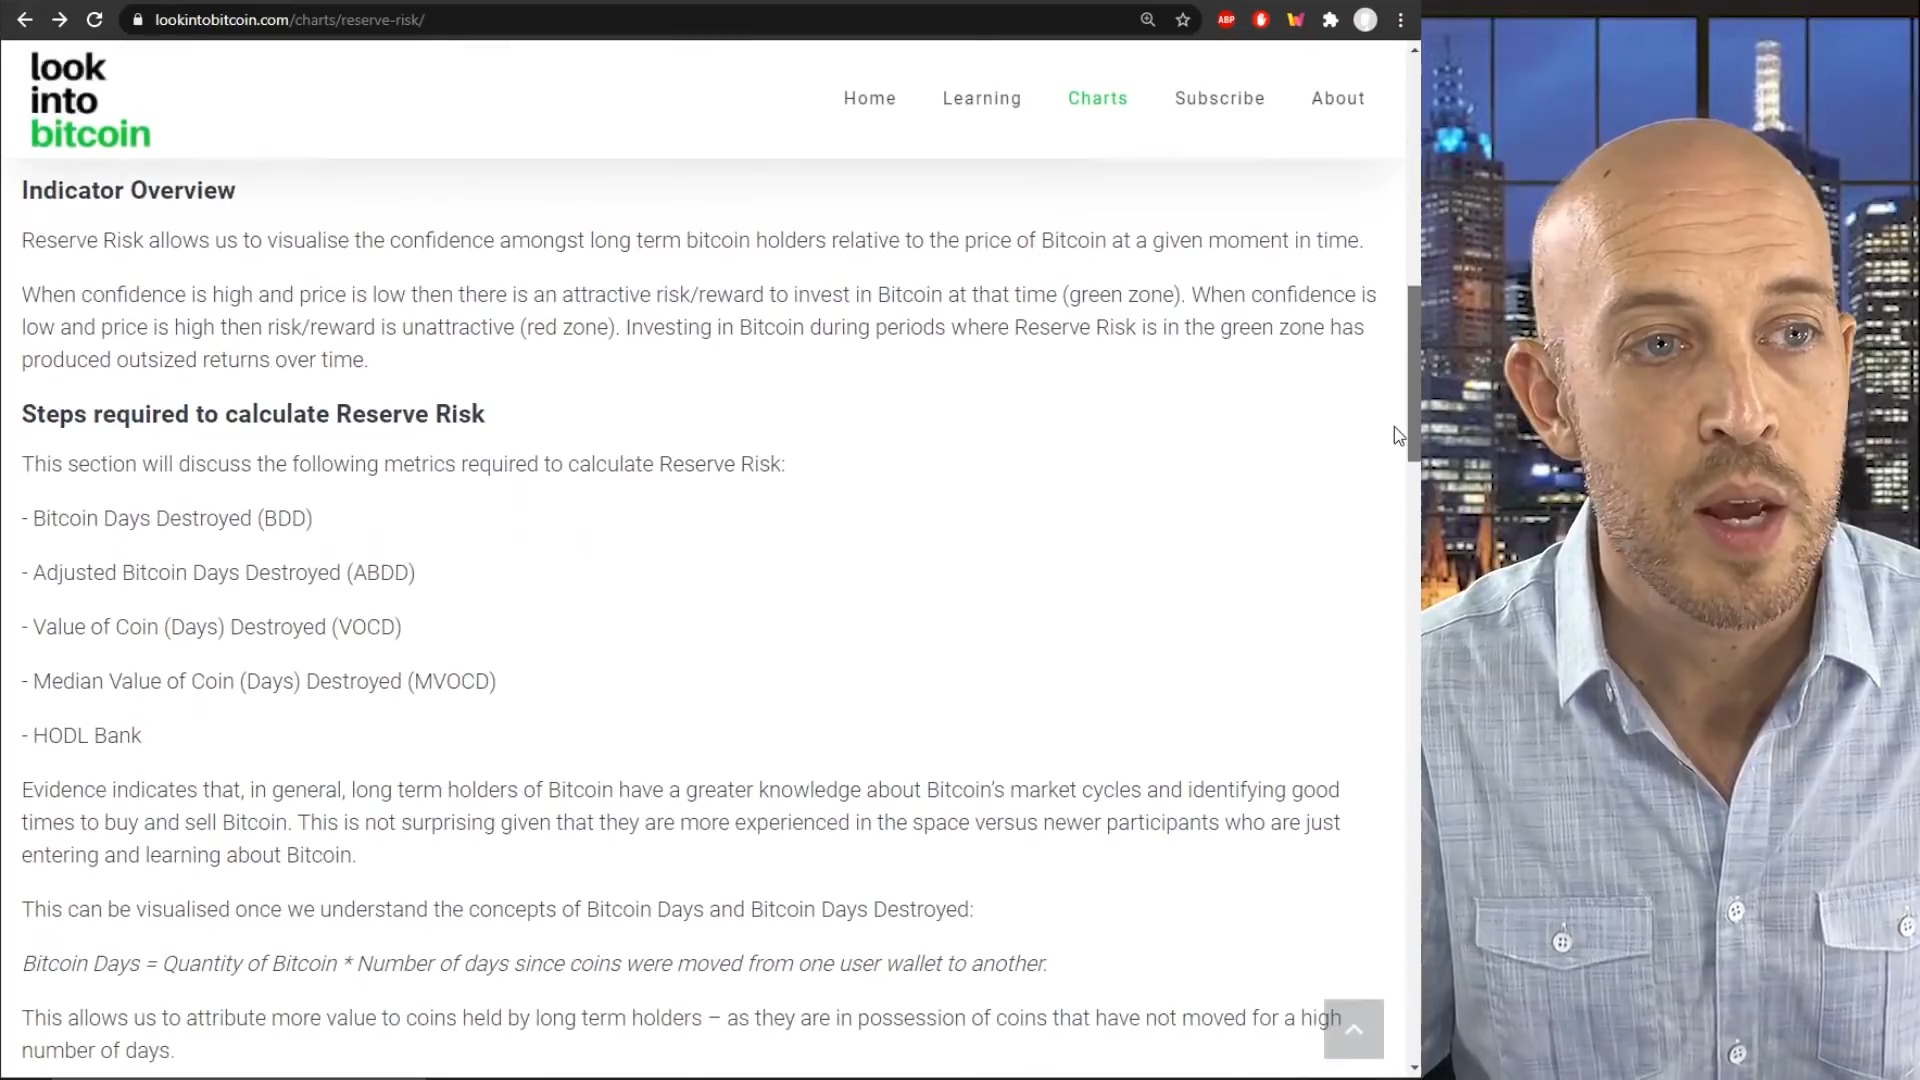 lookintobitcoin.com/charts/reserve-risk/
ABP
look
into
bitcoin
Home Learning Charts Subscribe About
Indicator Overview
Reserve Risk allows us to visualise the confidence amongst long term bitcoin holders relative to the price of Bitcoin at a given moment in time.
When confidence is high and price is low then there is an attractive risk/reward to invest in Bitcoin at that time (green zone). When confidence is
low and price is high then risk/reward is unattractive (red zone). Investing in Bitcoin during periods where Reserve Risk is in the green zone has
produced outsized returns over time.
Steps required to calculate Reserve Risk
This section will discuss the following metrics required to calculate Reserve Risk:
- Bitcoin Days Destroyed (BDD)
- Adjusted Bitcoin Days Destroyed (ABDD)
- Value of Coin (Days) Destroyed (VOCD)
- Median Value of Coin (Days) Destroyed (MVOCD)
- HODL Bank
Evidence indicates that, in general, long term holders of Bitcoin have a greater knowledge about Bitcoin’s market cycles and identifying good
times to buy and sell Bitcoin. This is not surprising given that they are more experienced in the space versus newer participants who are just
entering and learning about Bitcoin.
This can be visualised once we understand the concepts of Bitcoin Days and Bitcoin Days Destroyed:
Bitcoin Days = Quantity of Bitcoin * Number of days since coins were moved from one user wallet to another.
This allows us to attribute more value to coins held by long term holders – as they are in possession of coins that have not moved for a high
number of days.